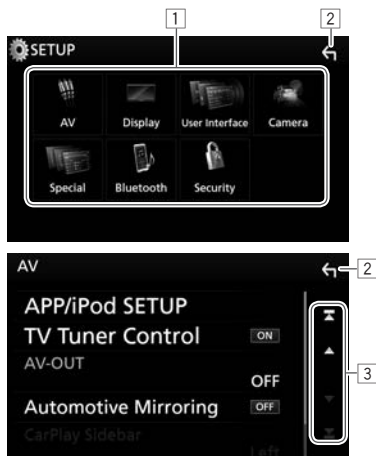 1 2
SETUP
AV Display User Interface Camera
Special Bluetooth Security
AV
2
APP/iPod SETUP
TV Tuner Control ON
AV-OUT
OFF
3
Automotive Mirroring OFF
CarPlay Sidebar
Left